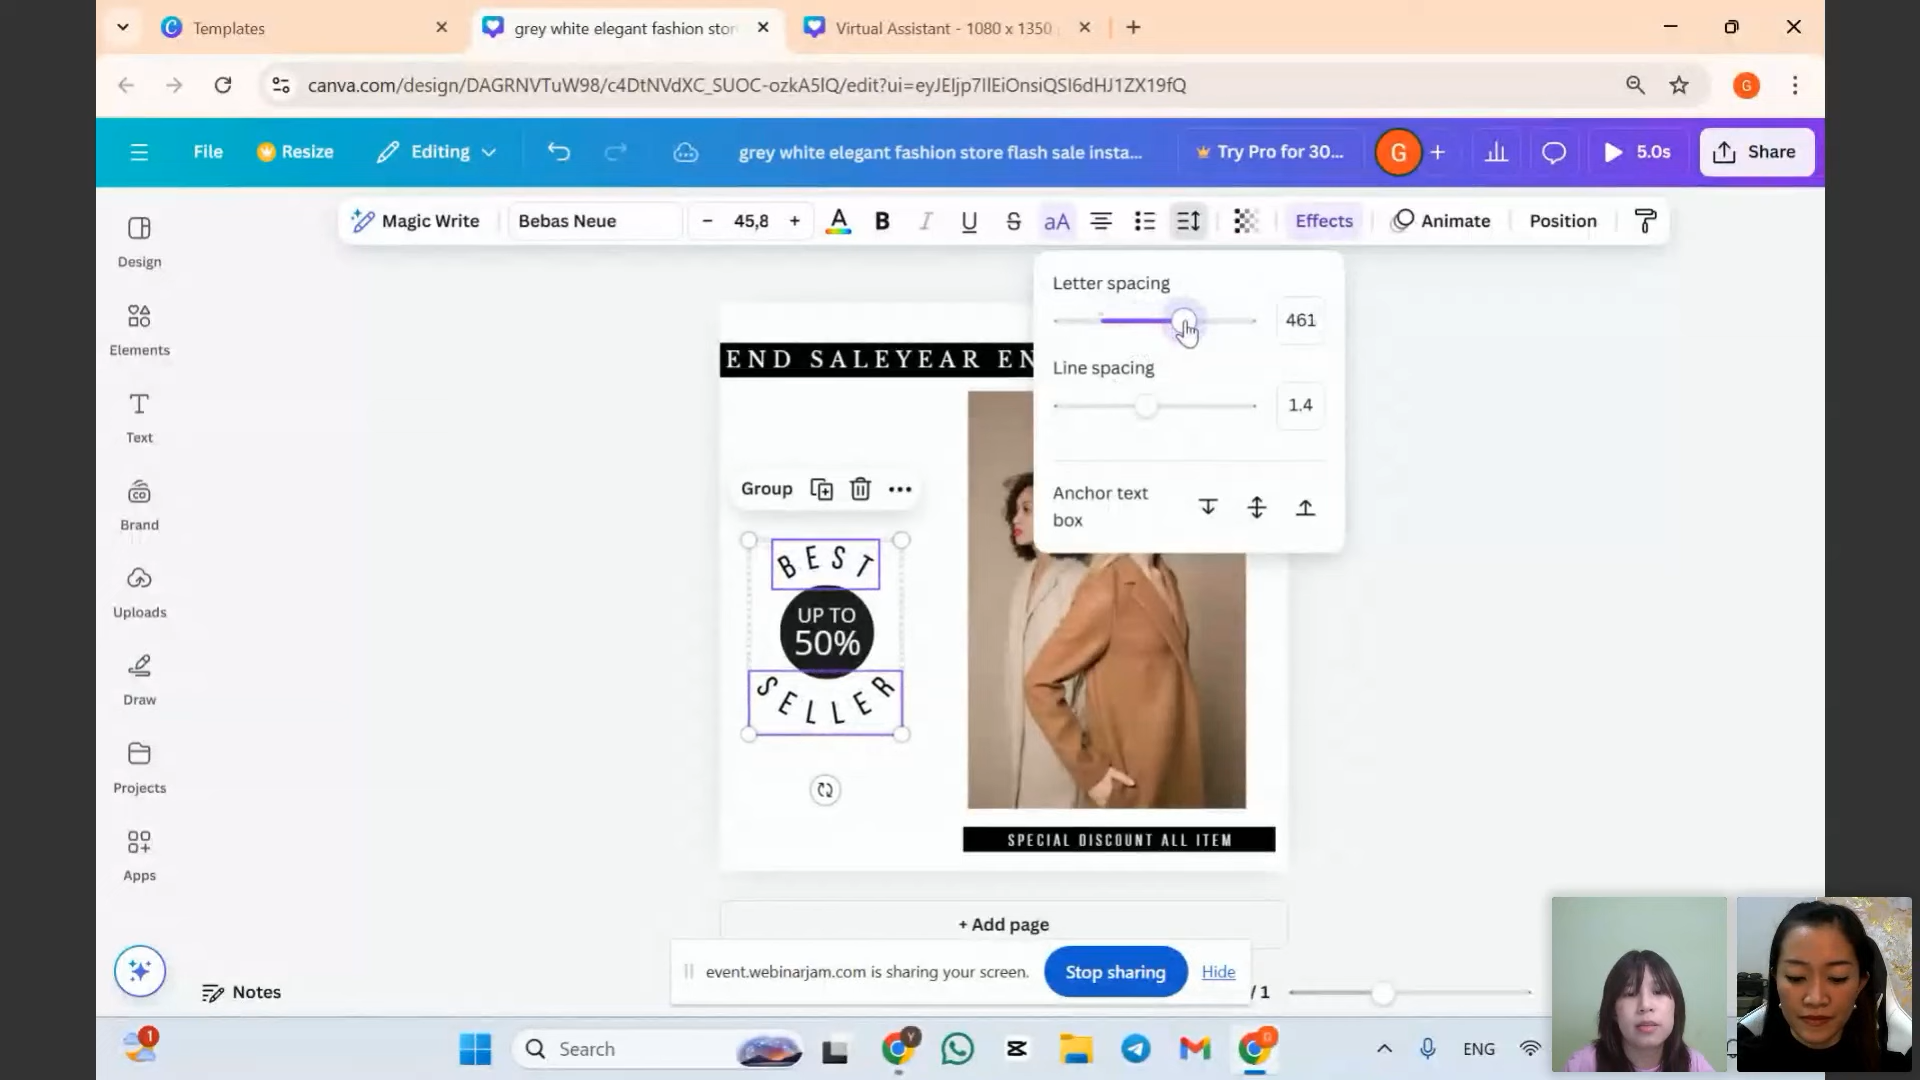 Templates
grey white elegant fashion stor
Virtual Assistant - 1080 x 1350
canva.com/design/DAGRNVTuW98/c4DtNVdXC_SUOC-ozkA5lQ/edit?ui=eyJEIjp7IlEiOnsiQSI6dHJ1ZX19fQ
G
File
Resize
Editing
grey white elegant fashion store flash sale insta...
Try Pro for 30...
G
5.0s
Share
Magic Write
Bebas Neue
45,8
A
B
I
U
S
aA
Effects
Animate
Position
Design
Elements
Text
Brand
Uploads
Draw
Projects
Apps
Letter spacing
461
Line spacing
1.4
Anchor text
box
END SALEYEAR EN
Group
BEST
UP TO
50%
SELLER
SPECIAL DISCOUNT ALL ITEM
+ Add page
event.webinarjam.com is sharing your screen.
Stop sharing
Hide
/ 1
Notes
1
Search
ENG